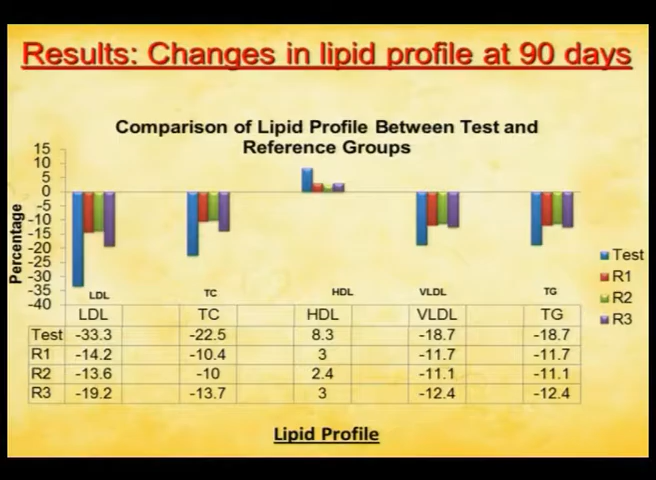 Results: Changes in lipid profile at 90 days
Comparison of Lipid Profile Between Test and
Reference Groups
Percentage
15
10
5
0
-5
-10
-15
-20
-25
-30
-35
-40
LDL TC HDL VLDL TG
LDL TC HDL VLDL TG
Test -33.3 -22.5 8.3 -18.7 -18.7
R1 -14.2 -10.4 3 -11.7 -11.7
R2 -13.6 -10 2.4 -11.1 -11.1
R3 -19.2 -13.7 3 -12.4 -12.4
Test
R1
R2
R3
Lipid Profile